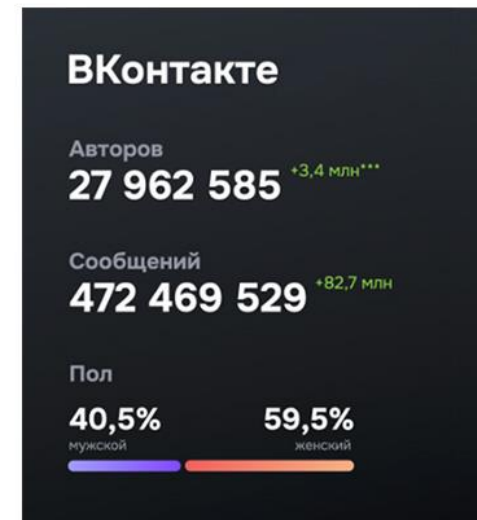 ВКонтакте
Авторов
27 962 585 +3,4 млн***
Сообщений
472 469 529 +82,7 млн
Пол
40,5% 59,5%
мужской женский